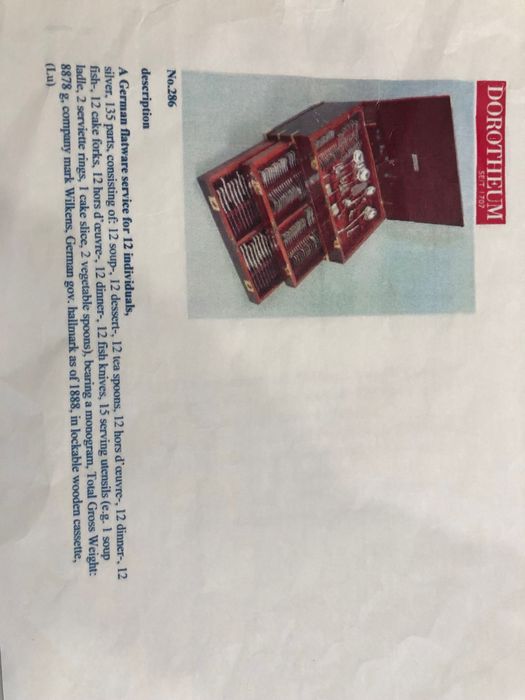 DOROTHEUM
SEIT 1707
No.286
description
A German flatware service for 12 individuals,
silver, 135 parts, consisting of: 12 soup-, 12 dessert-, 12 tea spoons, 12 hors d'œuvre-, 12 dinner-, 12
fish-, 12 cake forks, 12 hors d'œuvre-, 12 dinner-, 12 fish knives, 15 serving utensils (e.g. 1 soup
ladle, 2 serviette rings, 1 cake slice, 2 vegetable spoons), bearing a monogram, Total Gross Weight:
8878 g, company mark Wilkens, German gov. hallmark as of 1888, in lockable wooden cassette,
(Lu)